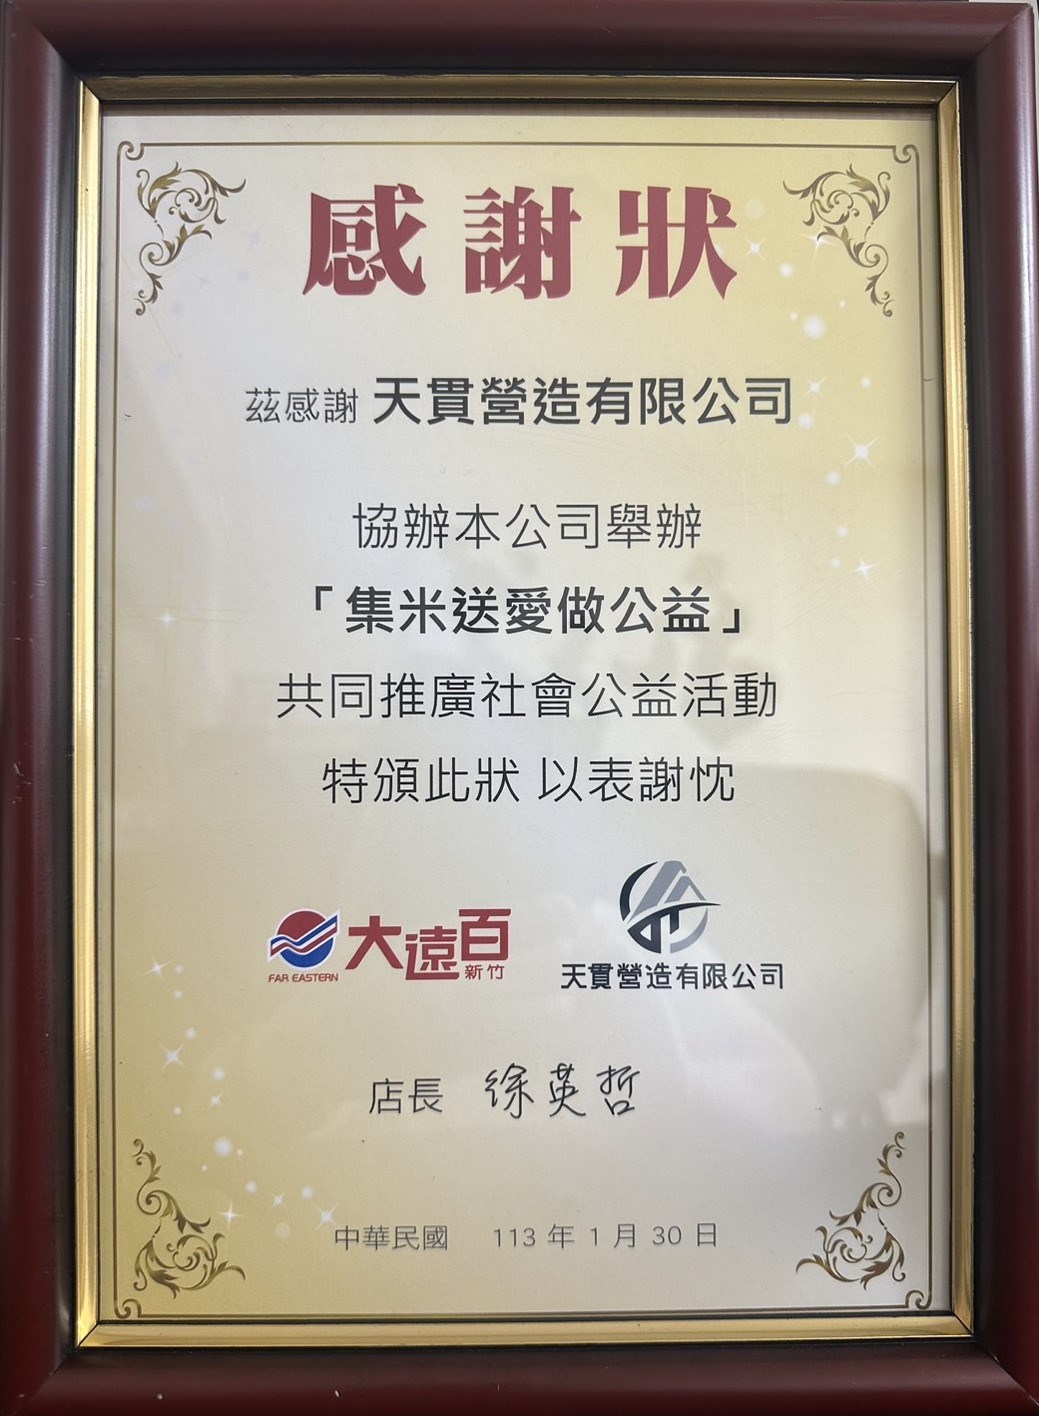 感謝狀
茲感謝 天貫營造有限公司
協辦本公司舉辦
「集米送愛做公益」
共同推廣社會公益活動
特頒此狀 以表謝忱
FAR EASTERN
大遠百
新竹
天貫營造有限公司
店長 徐英哲
中華民國 113 年 1 月 30 日